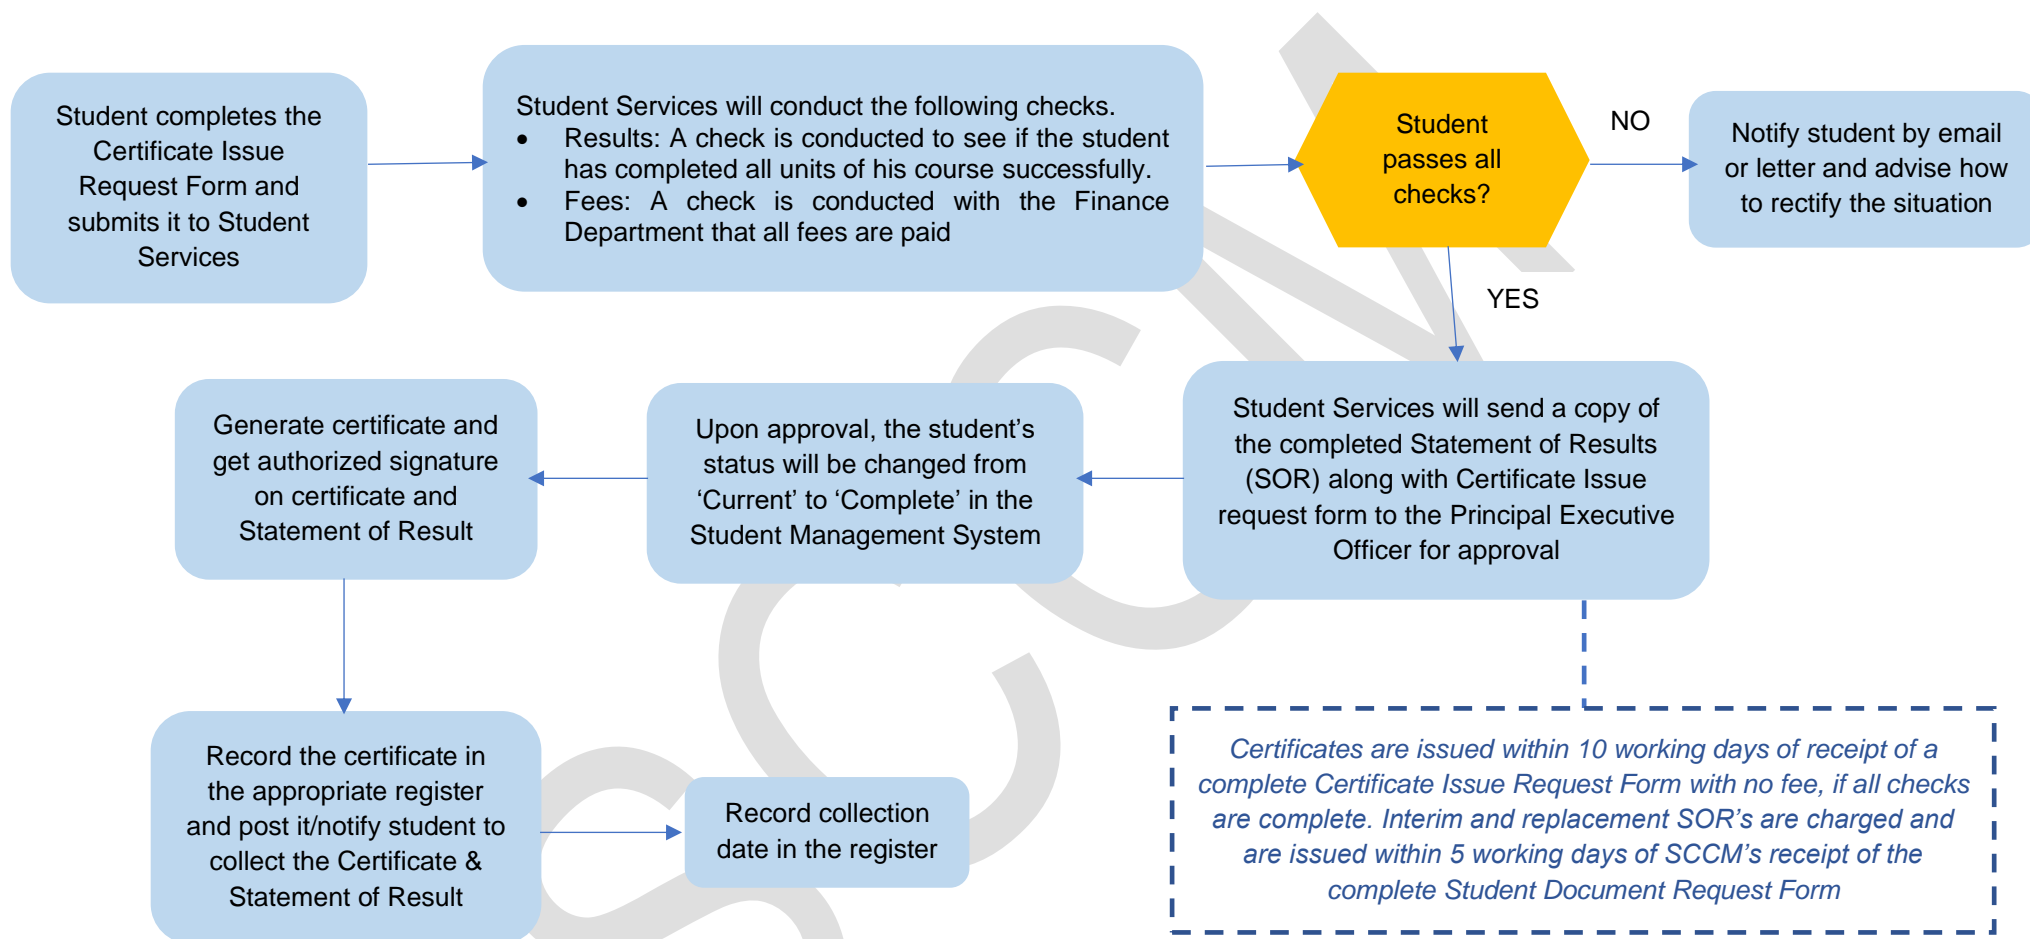 Student completes the
Certificate Issue
Request Form and
submits it to Student
Services
Student Services will conduct the following checks.
• Results: A check is conducted to see if the student
has completed all units of his course successfully.
• Fees: A check is conducted with the Finance
Department that all fees are paid
Student
passes all
checks?
NO
Notify student by email
or letter and advise how
to rectify the situation
YES
Student Services will send a copy of
the completed Statement of Results
(SOR) along with Certificate Issue
request form to the Principal Executive
Officer for approval
Upon approval, the student’s
status will be changed from
‘Current’ to ‘Complete’ in the
Student Management System
Generate certificate and
get authorized signature
on certificate and
Statement of Result
Record the certificate in
the appropriate register
and post it/notify student to
collect the Certificate &
Statement of Result
Record collection
date in the register
Certificates are issued within 10 working days of receipt of a
complete Certificate Issue Request Form with no fee, if all checks
are complete. Interim and replacement SOR’s are charged and
are issued within 5 working days of SCCM’s receipt of the
complete Student Document Request Form